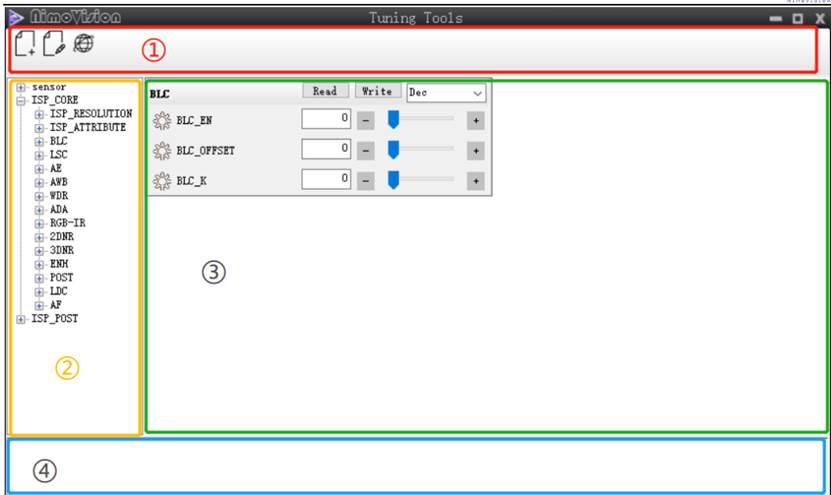 NimoVision
NimoVision
Tuning Tools
①
sensor
ISP_CORE
ISP_RESOLUTION
ISP_ATTRIBUTE
BLC
LSC
AE
AWB
WDR
ADA
RGB-IR
2DNR
3DNR
ENH
POST
LDC
AF
ISP_POST
②
BLC Read Write Dec
BLC_EN 0 - +
BLC_OFFSET 0 - +
BLC_K 0 - +
③
④